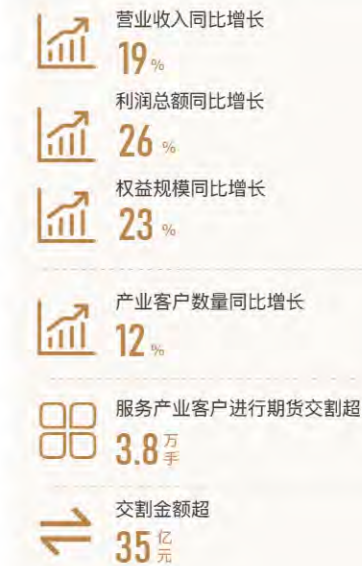 营业收入同比增长
19%
利润总额同比增长
26%
权益规模同比增长
23%
产业客户数量同比增长
12%
服务产业客户进行期货交割超
3.8万手
交割金额超
35亿元